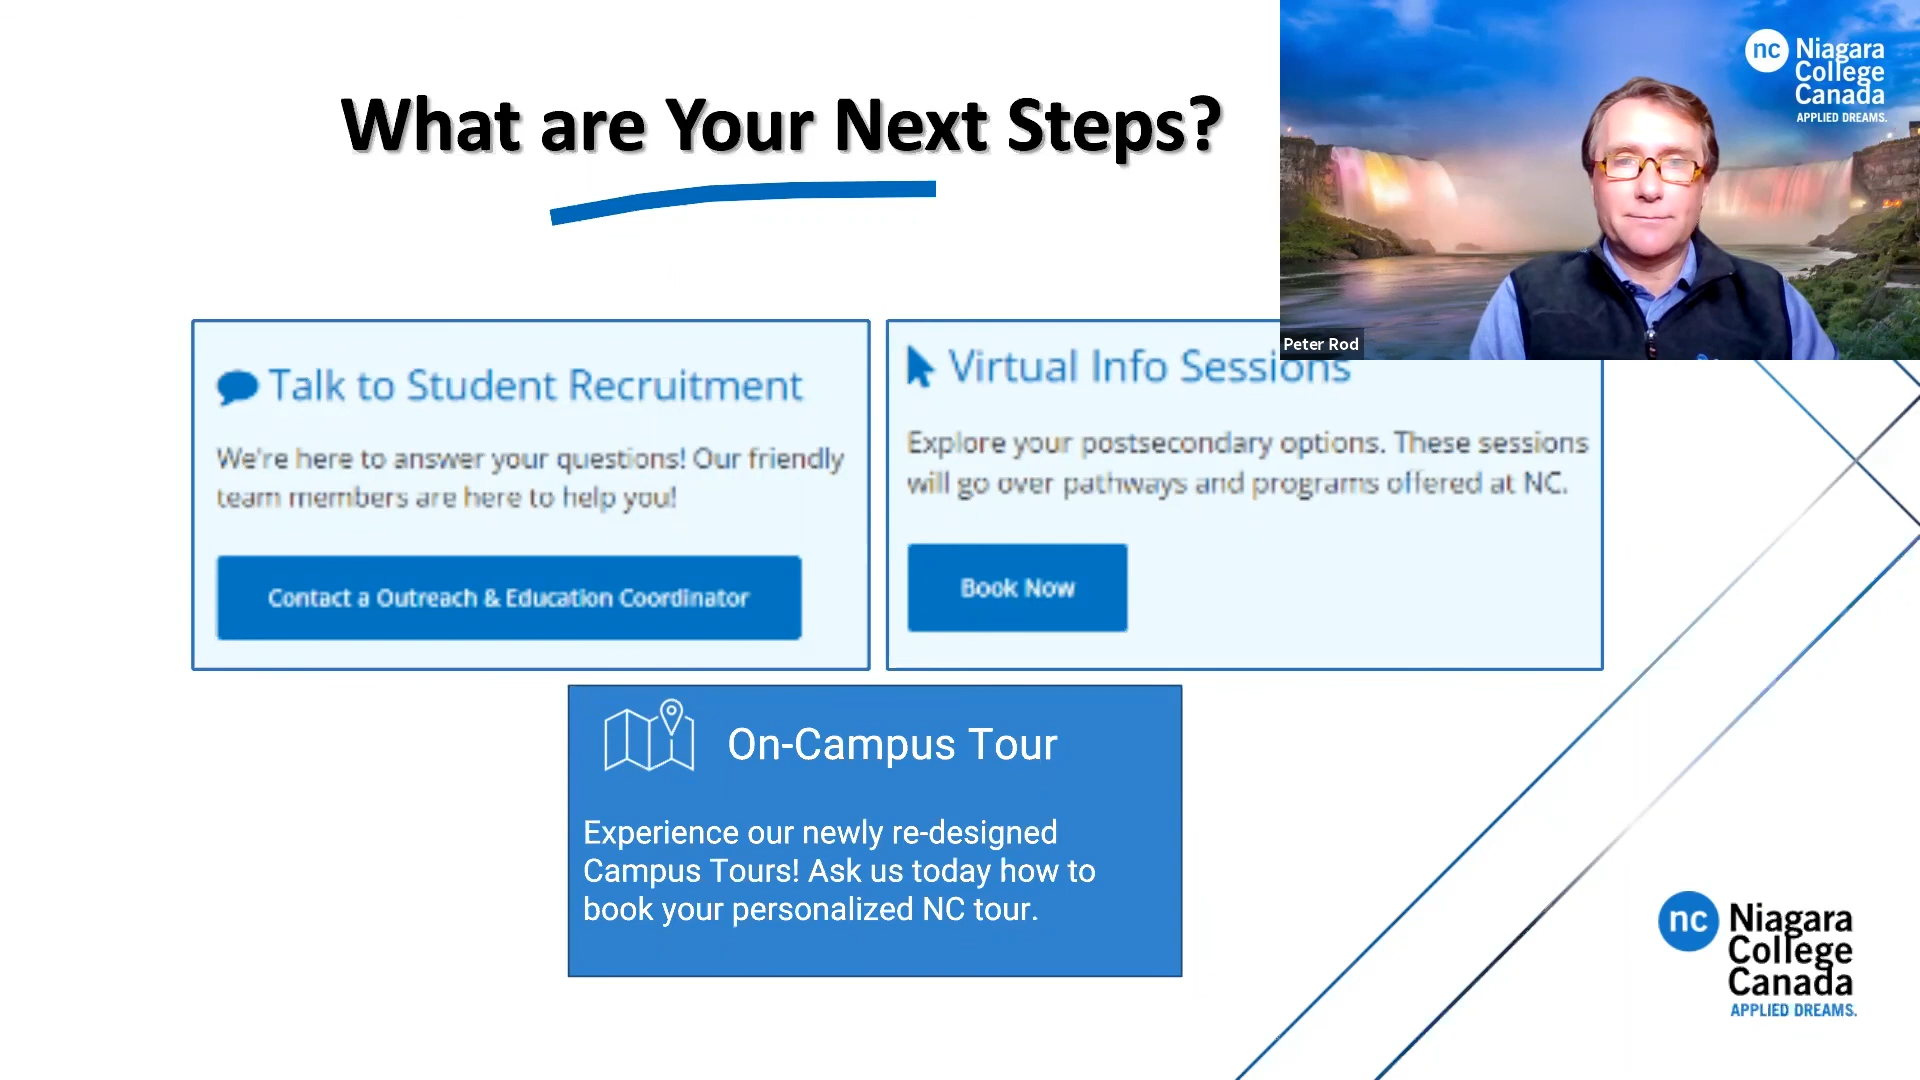 What are Your Next Steps?
nc Niagara
College
Canada
APPLIED DREAMS.
Peter Rod
Talk to Student Recruitment
We're here to answer your questions! Our friendly
team members are here to help you!
Contact a Outreach & Education Coordinator
Virtual Info Sessions
Explore your postsecondary options. These sessions
will go over pathways and programs offered at NC.
Book Now
On-Campus Tour
Experience our newly re-designed
Campus Tours! Ask us today how to
book your personalized NC tour.
nc Niagara
College
Canada
APPLIED DREAMS.